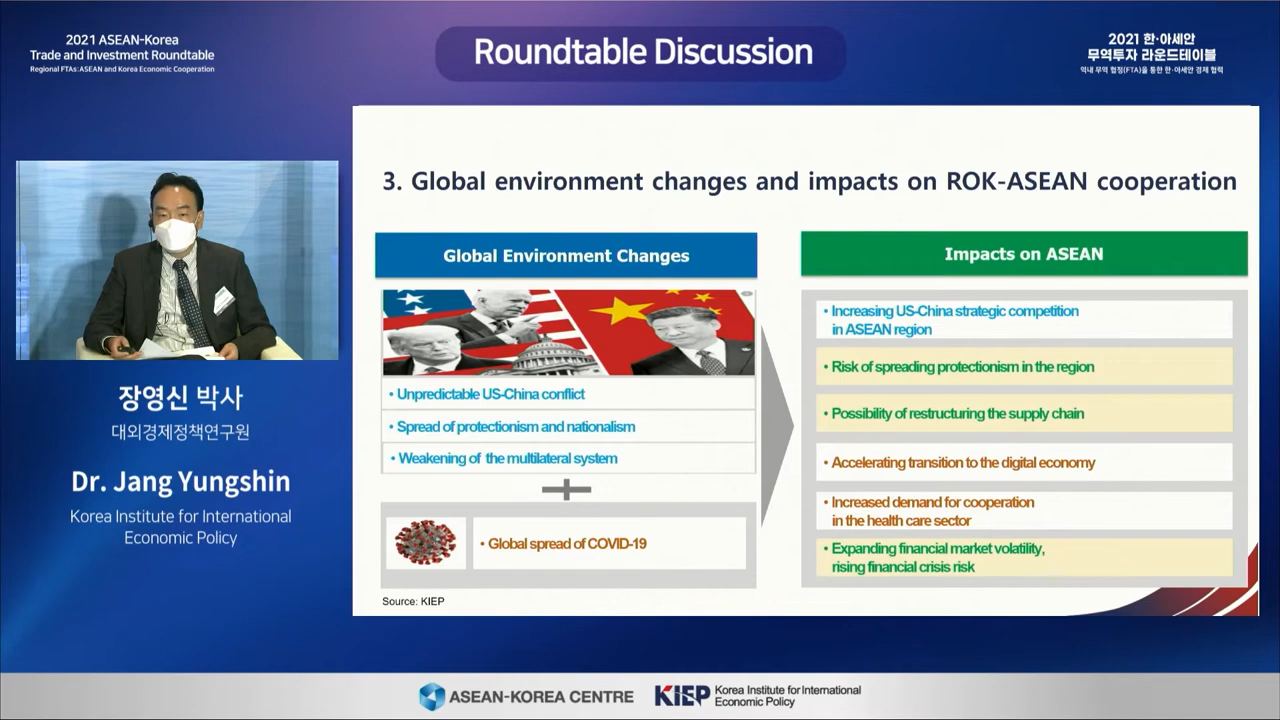 2021 ASEAN-Korea
Trade and Investment Roundtable
Regional FTAs: ASEAN and Korea Economic Cooperation
Roundtable Discussion
2021 한·아세안
무역투자 라운드테이블
역내 무역 협정(FTA)을 통한 한·아세안 경제 협력
장영신 박사
대외경제정책연구원
Dr. Jang Yungshin
Korea Institute for International
Economic Policy
3. Global environment changes and impacts on ROK-ASEAN cooperation
Global Environment Changes
• Unpredictable US-China conflict
• Spread of protectionism and nationalism
• Weakening of the multilateral system
• Global spread of COVID-19
Source: KIEP
Impacts on ASEAN
• Increasing US-China strategic competition
in ASEAN region
• Risk of spreading protectionism in the region
• Possibility of restructuring the supply chain
• Accelerating transition to the digital economy
• Increased demand for cooperation
in the health care sector
• Expanding financial market volatility,
rising financial crisis risk
ASEAN-KOREA CENTRE
KIEP
Korea Institute for International
Economic Policy